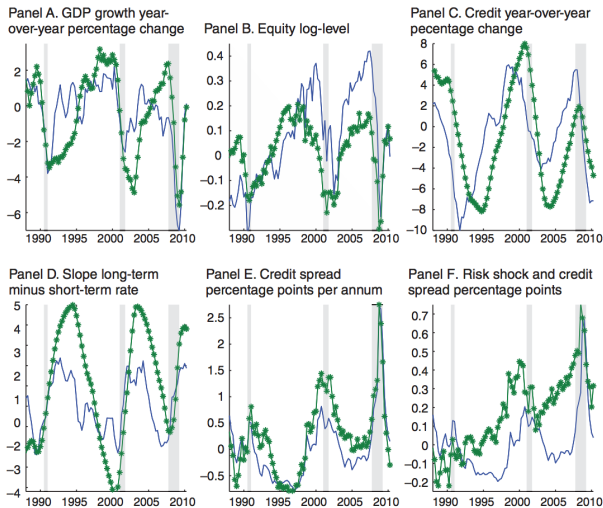 Panel A. GDP growth year-
over-year percentage change
2
0
−2
−4
−6
1990 1995 2000 2005 2010
Panel B. Equity log-level
0.4
0.3
0.2
0.1
0
−0.1
−0.2
1990 1995 2000 2005 2010
Panel C. Credit year-over-year
pecentage change
8
6
4
2
0
−2
−4
−6
−8
−10
1990 1995 2000 2005 2010
Panel D. Slope long-term
minus short-term rate
5
4
3
2
1
0
−2
−2
−3
−4
1990 1995 2000 2005 2010
Panel E. Credit spread
percentage points per annum
2.5
2
1.5
1
0.5
0
−0.5
1990 1995 2000 2005 2010
Panel F. Risk shock and credit
spread percentage points
0.7
0.6
0.5
0.4
0.3
0.2
0.1
0
−0.1
−0.2
1990 1995 2000 2005 2010